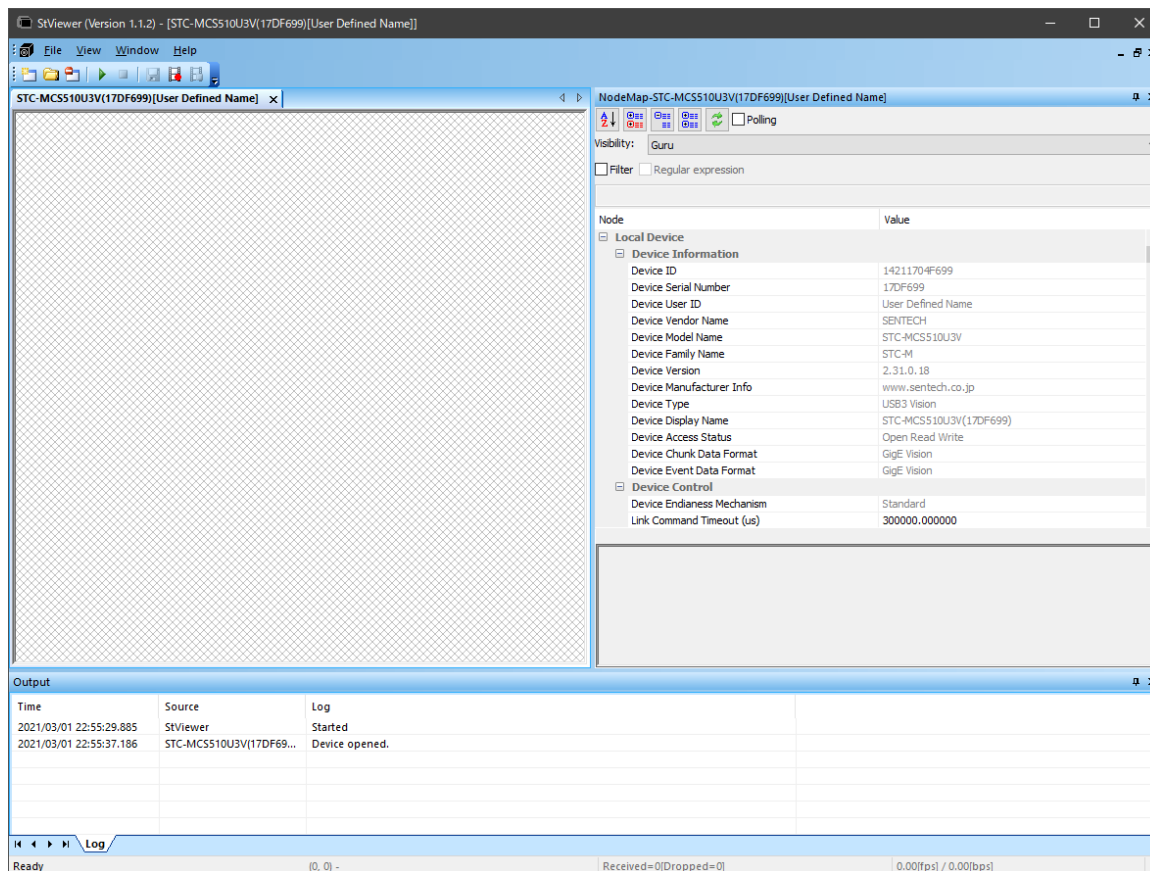 StViewer (Version 1.1.2) - [STC-MCS510U3V(17DF699)[User Defined Name]]
File View Window Help
STC-MCS510U3V(17DF699)[User Defined Name]
NodeMap-STC-MCS510U3V(17DF699)[User Defined Name]
Polling
Visibility: Guru
Filter Regular expression
Node Value
Local Device
Device Information
Device ID 14211704F699
Device Serial Number 17DF699
Device User ID User Defined Name
Device Vendor Name SENTECH
Device Model Name STC-MCS510U3V
Device Family Name STC-M
Device Version 2.31.0.18
Device Manufacturer Info www.sentech.co.jp
Device Type USB3 Vision
Device Display Name STC-MCS510U3V(17DF699)
Device Access Status Open Read Write
Device Chunk Data Format GigE Vision
Device Event Data Format GigE Vision
Device Control
Device Endianess Mechanism Standard
Link Command Timeout (us) 300000.000000
Output
Time Source Log
2021/03/01 22:55:29.885 StViewer Started
2021/03/01 22:55:37.186 STC-MCS510U3V(17DF69... Device opened.
Log
Ready (0, 0) - Received=0[Dropped=0] 0.00[fps] / 0.00[bps]